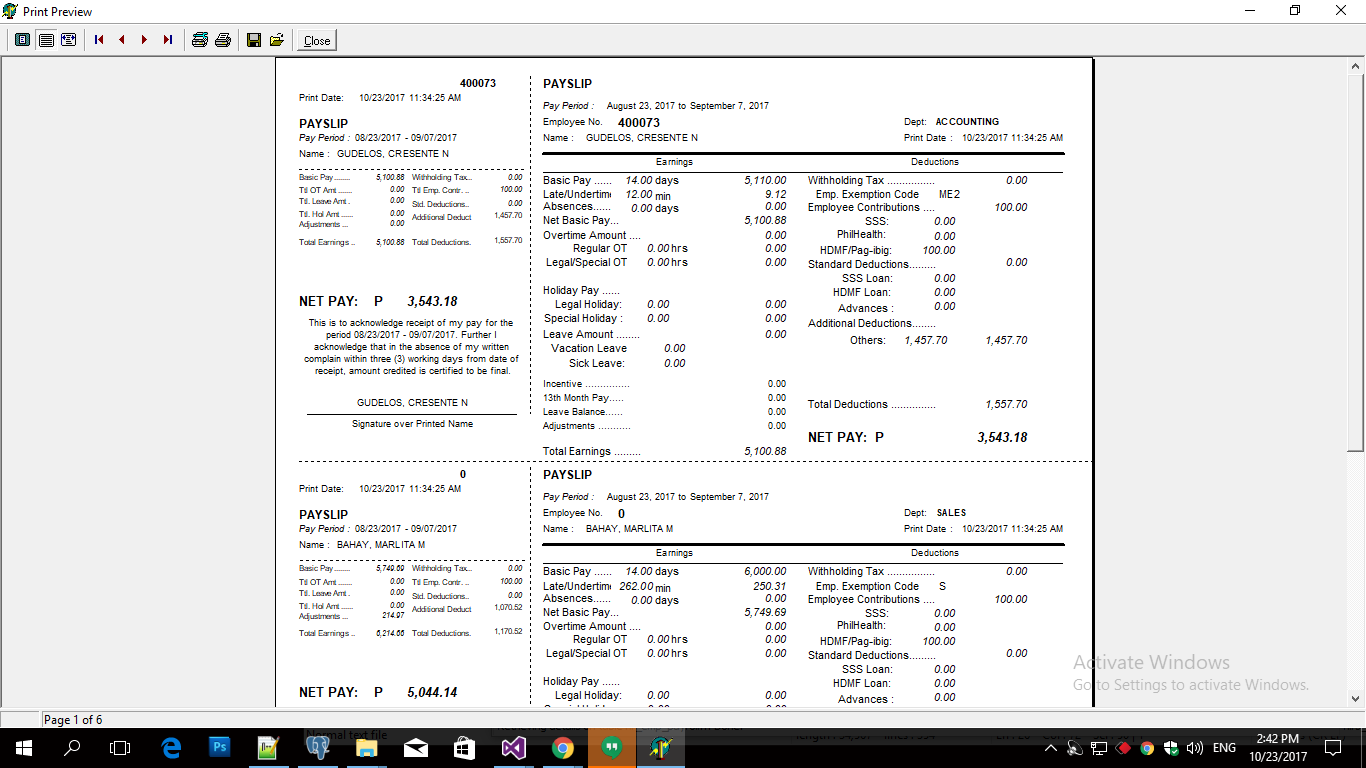 Print Preview
Close
400073
Print Date: 10/23/2017 11:34:25 AM
PAYSLIP
Pay Period : 08/23/2017 - 09/07/2017
Name : GUDELOS, CRESENTE N
Basic Pay........ 5,100.88 Withholding Tax... 0.00
Ttl OT Amt ...... 0.00 Ttl Emp. Contr. .. 100.00
Ttl. Leave Amt . 0.00 Std. Deductions.. 0.00
Ttl. Hol Amt ..... 0.00 Additional Deduct 1,457.70
Adjustments ... 0.00
Total Earnings .. 5,100.88 Total Deductions. 1,557.70
NET PAY: P 3,543.18
This is to acknowledge receipt of my pay for the
period 08/23/2017 - 09/07/2017. Further I
acknowledge that in the absence of my written
complain within three (3) working days from date of
receipt, amount credited is certified to be final.
GUDELOS, CRESENTE N
Signature over Printed Name
PAYSLIP
Pay Period : August 23, 2017 to September 7, 2017
Employee No. 400073 Dept: ACCOUNTING
Name : GUDELOS, CRESENTE N Print Date : 10/23/2017 11:34:25 AM
Earnings Deductions
Basic Pay ...... 14.00 days 5,110.00
Late/Undertim 12.00 min 9.12
Absences...... 0.00 days 0.00
Net Basic Pay... 5,100.88
Overtime Amount .... 0.00
Regular OT 0.00 hrs 0.00
Legal/Special OT 0.00 hrs 0.00
Holiday Pay ......
Legal Holiday: 0.00 0.00
Special Holiday : 0.00 0.00
Leave Amount ........ 0.00
Vacation Leave 0.00
Sick Leave: 0.00
Incentive ............... 0.00
13th Month Pay..... 0.00
Leave Balance...... 0.00
Adjustments ........... 0.00
Total Earnings ......... 5,100.88
Withholding Tax ................ 0.00
Emp. Exemption Code ME2
Employee Contributions .... 100.00
SSS: 0.00
PhilHealth: 0.00
HDMF/Pag-ibig: 100.00
Standard Deductions......... 0.00
SSS Loan: 0.00
HDMF Loan: 0.00
Advances : 0.00
Additional Deductions........
Others: 1,457.70 1,457.70
Total Deductions ............... 1,557.70
NET PAY: P 3,543.18
0
Print Date: 10/23/2017 11:34:25 AM
PAYSLIP
Pay Period : 08/23/2017 - 09/07/2017
Name : BAHAY, MARLITA M
Basic Pay........ 5,749.69 Withholding Tax... 0.00
Ttl OT Amt ...... 0.00 Ttl Emp. Contr. .. 100.00
Ttl. Leave Amt . 0.00 Std. Deductions.. 0.00
Ttl. Hol Amt ..... 0.00 Additional Deduct 1,070.52
Adjustments ... 214.97
Total Earnings .. 6,214.66 Total Deductions. 1,170.52
NET PAY: P 5,044.14
PAYSLIP
Pay Period : August 23, 2017 to September 7, 2017
Employee No. 0 Dept: SALES
Name : BAHAY, MARLITA M Print Date : 10/23/2017 11:34:25 AM
Earnings Deductions
Basic Pay ...... 14.00 days 6,000.00
Late/Undertim 262.00 min 250.31
Absences...... 0.00 days 0.00
Net Basic Pay... 5,749.69
Overtime Amount .... 0.00
Regular OT 0.00 hrs 0.00
Legal/Special OT 0.00 hrs 0.00
Holiday Pay ......
Legal Holiday: 0.00 0.00
Withholding Tax ................ 0.00
Emp. Exemption Code S
Employee Contributions .... 100.00
SSS: 0.00
PhilHealth: 0.00
HDMF/Pag-ibig: 100.00
Standard Deductions......... 0.00
SSS Loan: 0.00
HDMF Loan: 0.00
Advances : 0.00
Activate Windows
Go to Settings to activate Windows.
Page 1 of 6
Normal text file
Ps
ENG
2:42 PM
10/23/2017